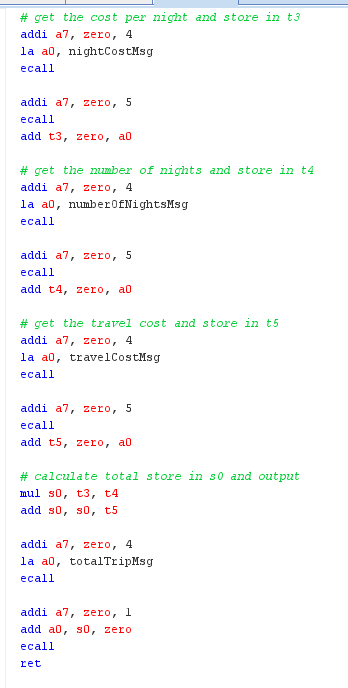 # get the cost per night and store in t3
addi a7, zero, 4
la a0, nightCostMsg
ecall
addi a7, zero, 5
ecall
add t3, zero, a0
# get the number of nights and store in t4
addi a7, zero, 4
la a0, numberOfNightsMsg
ecall
addi a7, zero, 5
ecall
add t4, zero, a0
# get the travel cost and store in t5
addi a7, zero, 4
la a0, travelCostMsg
ecall
addi a7, zero, 5
ecall
add t5, zero, a0
# calculate total store in s0 and output
mul s0, t3, t4
add s0, s0, t5
addi a7, zero, 4
la a0, totalTripMsg
ecall
addi a7, zero, 1
add a0, s0, zero
ecall
ret